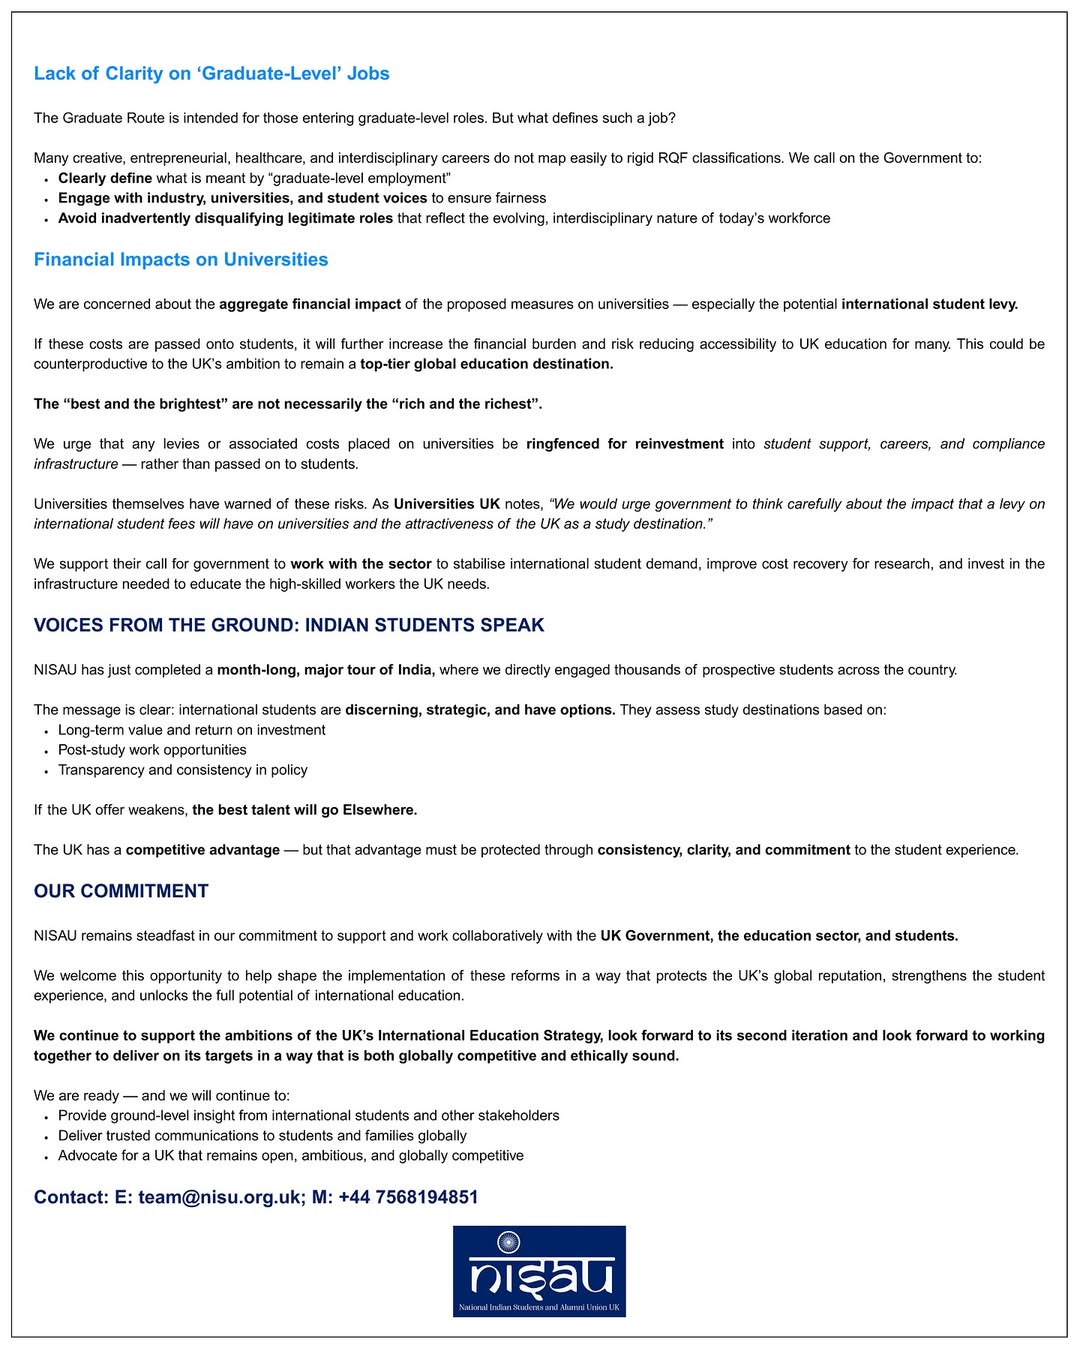 Lack of Clarity on ‘Graduate-Level’ Jobs
The Graduate Route is intended for those entering graduate-level roles. But what defines such a job?
Many creative, entrepreneurial, healthcare, and interdisciplinary careers do not map easily to rigid RQF classifications. We call on the Government to:
• Clearly define what is meant by “graduate-level employment”
• Engage with industry, universities, and student voices to ensure fairness
• Avoid inadvertently disqualifying legitimate roles that reflect the evolving, interdisciplinary nature of today’s workforce
Financial Impacts on Universities
We are concerned about the aggregate financial impact of the proposed measures on universities — especially the potential international student levy.
If these costs are passed onto students, it will further increase the financial burden and risk reducing accessibility to UK education for many. This could be
counterproductive to the UK’s ambition to remain a top-tier global education destination.
The “best and the brightest” are not necessarily the “rich and the richest”.
We urge that any levies or associated costs placed on universities be ringfenced for reinvestment into student support, careers, and compliance
infrastructure — rather than passed on to students.
Universities themselves have warned of these risks. As Universities UK notes, “We would urge government to think carefully about the impact that a levy on
international student fees will have on universities and the attractiveness of the UK as a study destination.”
We support their call for government to work with the sector to stabilise international student demand, improve cost recovery for research, and invest in the
infrastructure needed to educate the high-skilled workers the UK needs.
VOICES FROM THE GROUND: INDIAN STUDENTS SPEAK
NISAU has just completed a month-long, major tour of India, where we directly engaged thousands of prospective students across the country.
The message is clear: international students are discerning, strategic, and have options. They assess study destinations based on:
• Long-term value and return on investment
• Post-study work opportunities
• Transparency and consistency in policy
If the UK offer weakens, the best talent will go Elsewhere.
The UK has a competitive advantage — but that advantage must be protected through consistency, clarity, and commitment to the student experience.
OUR COMMITMENT
NISAU remains steadfast in our commitment to support and work collaboratively with the UK Government, the education sector, and students.
We welcome this opportunity to help shape the implementation of these reforms in a way that protects the UK’s global reputation, strengthens the student
experience, and unlocks the full potential of international education.
We continue to support the ambitions of the UK’s International Education Strategy, look forward to its second iteration and look forward to working
together to deliver on its targets in a way that is both globally competitive and ethically sound.
We are ready — and we will continue to:
• Provide ground-level insight from international students and other stakeholders
• Deliver trusted communications to students and families globally
• Advocate for a UK that remains open, ambitious, and globally competitive
Contact: E: team@nisu.org.uk; M: +44 7568194851
nisau
National Indian Students and Alumni Union UK